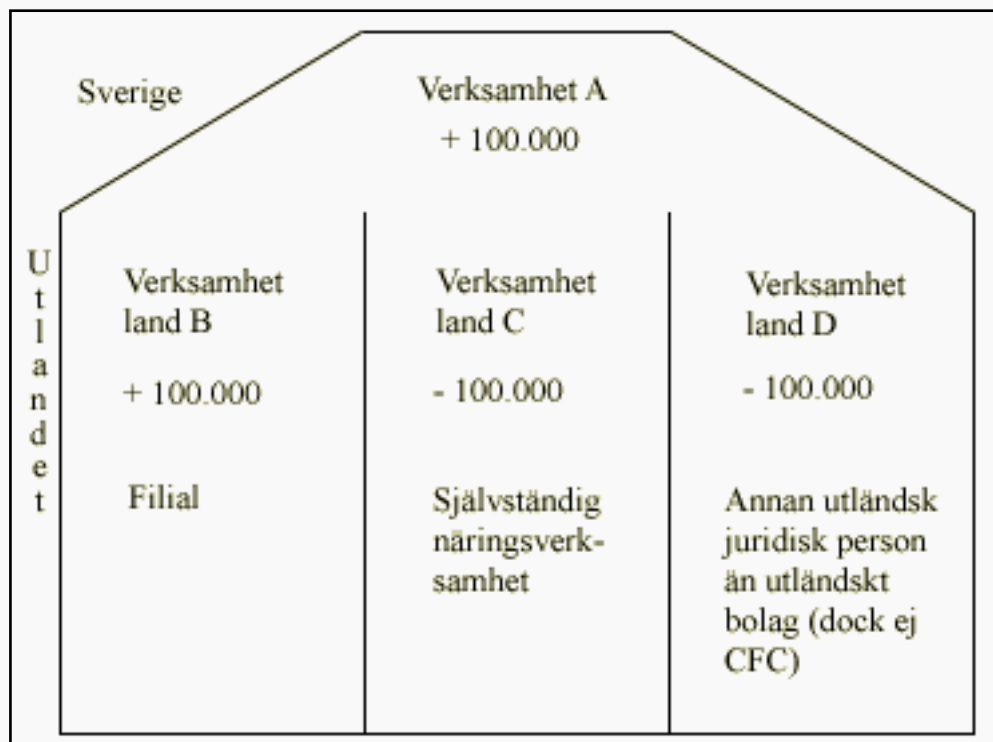 Sverige
Verksamhet A
+ 100.000
Utlandet
Verksamhet
land B
+ 100.000
Filial
Verksamhet
land C
- 100.000
Självständig
näringsverk-
samhet
Verksamhet
land D
- 100.000
Annan utländsk
juridisk person
än utländskt
bolag (dock ej
CFC)